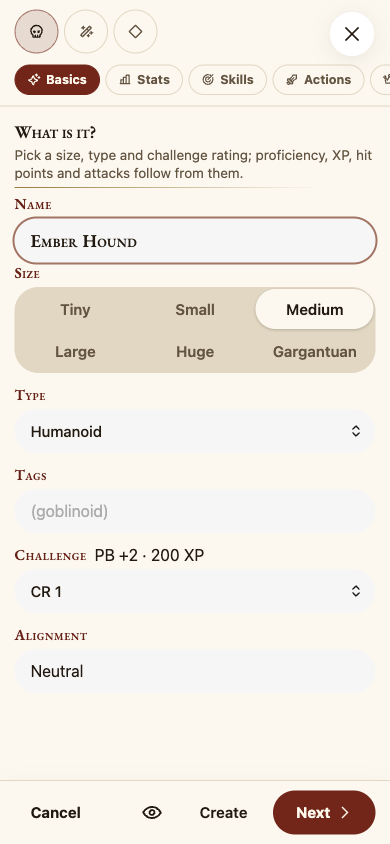 Basics Stats Skills Actions
What is it?
Pick a size, type and challenge rating; proficiency, XP, hit
points and attacks follow from them.
Name
Ember Hound
Size
Tiny Small Medium
Large Huge Gargantuan
Type
Humanoid
Tags
(goblinoid)
Challenge PB +2 · 200 XP
CR 1
Alignment
Neutral
Cancel Create Next